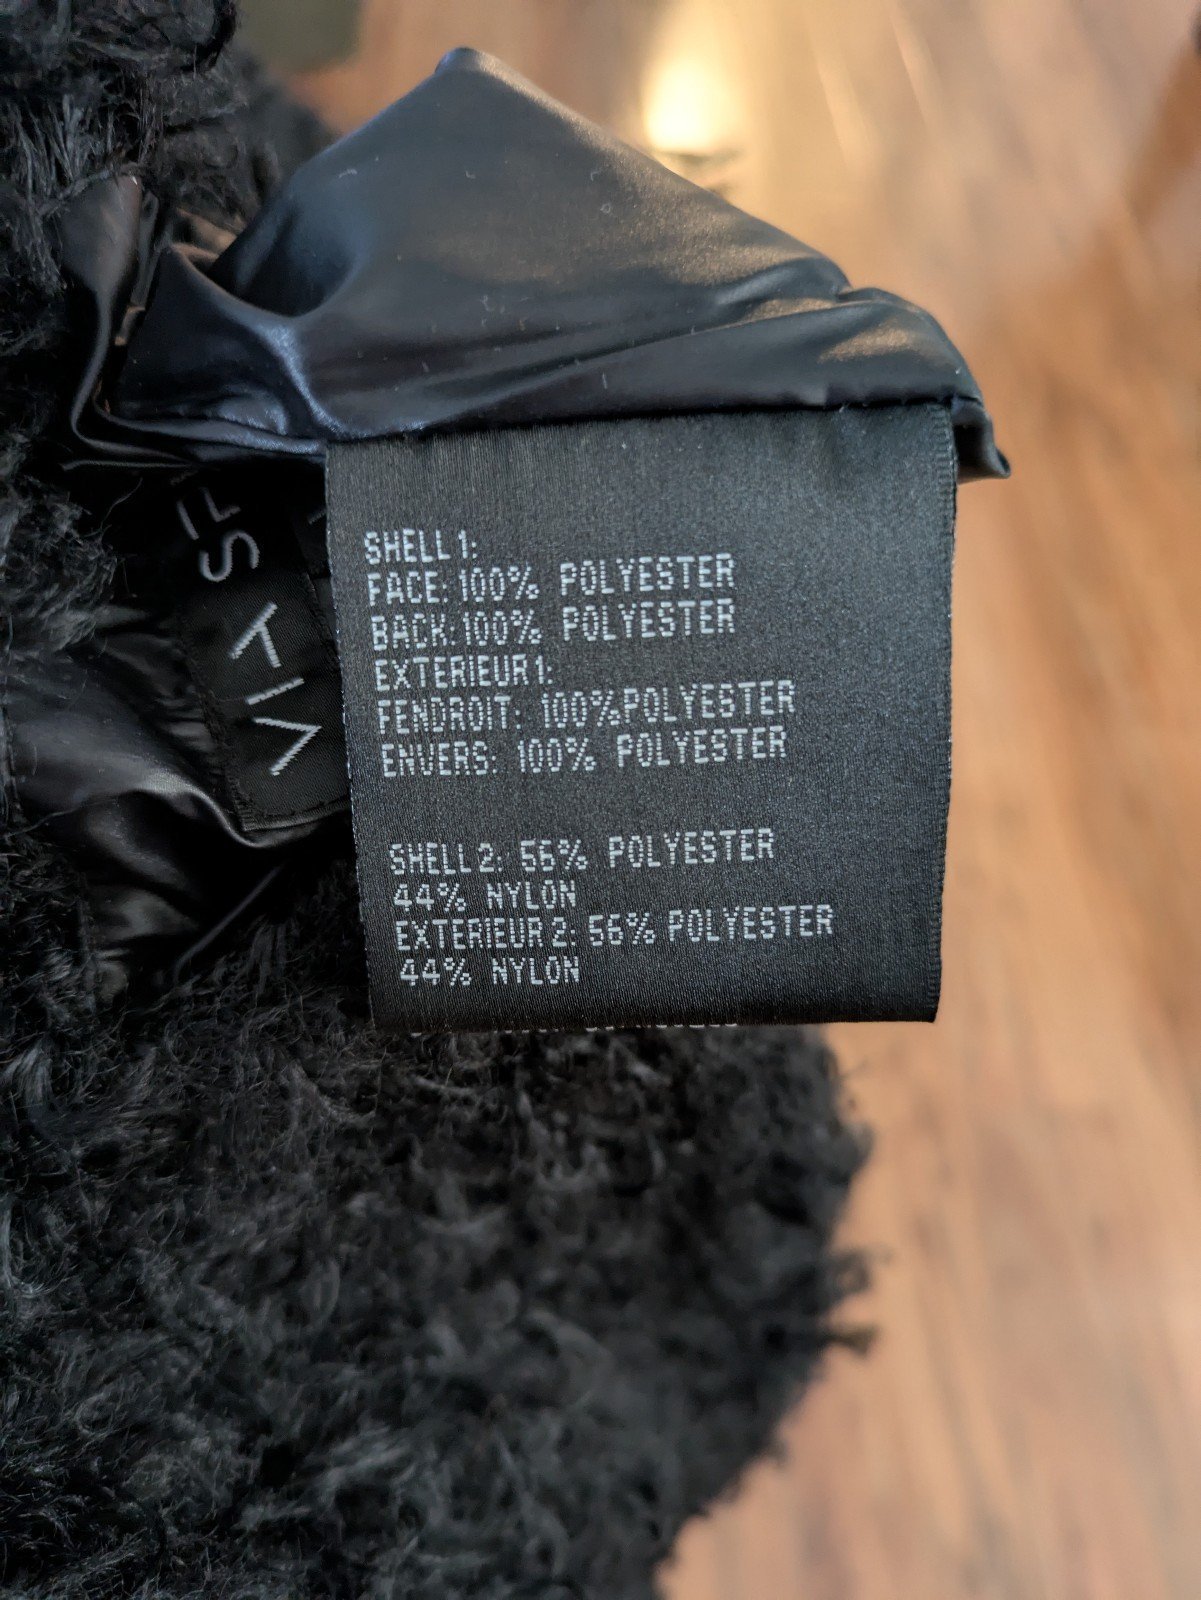 SHELL 1:
FACE: 100% POLYESTER
BACK: 100% POLYESTER
EXTERIEUR 1:
FENDROIT: 100%POLYESTER
ENVERS: 100% POLYESTER
SHELL 2: 56% POLYESTER
44% NYLON
EXTERIEUR 2: 56% POLYESTER
44% NYLON